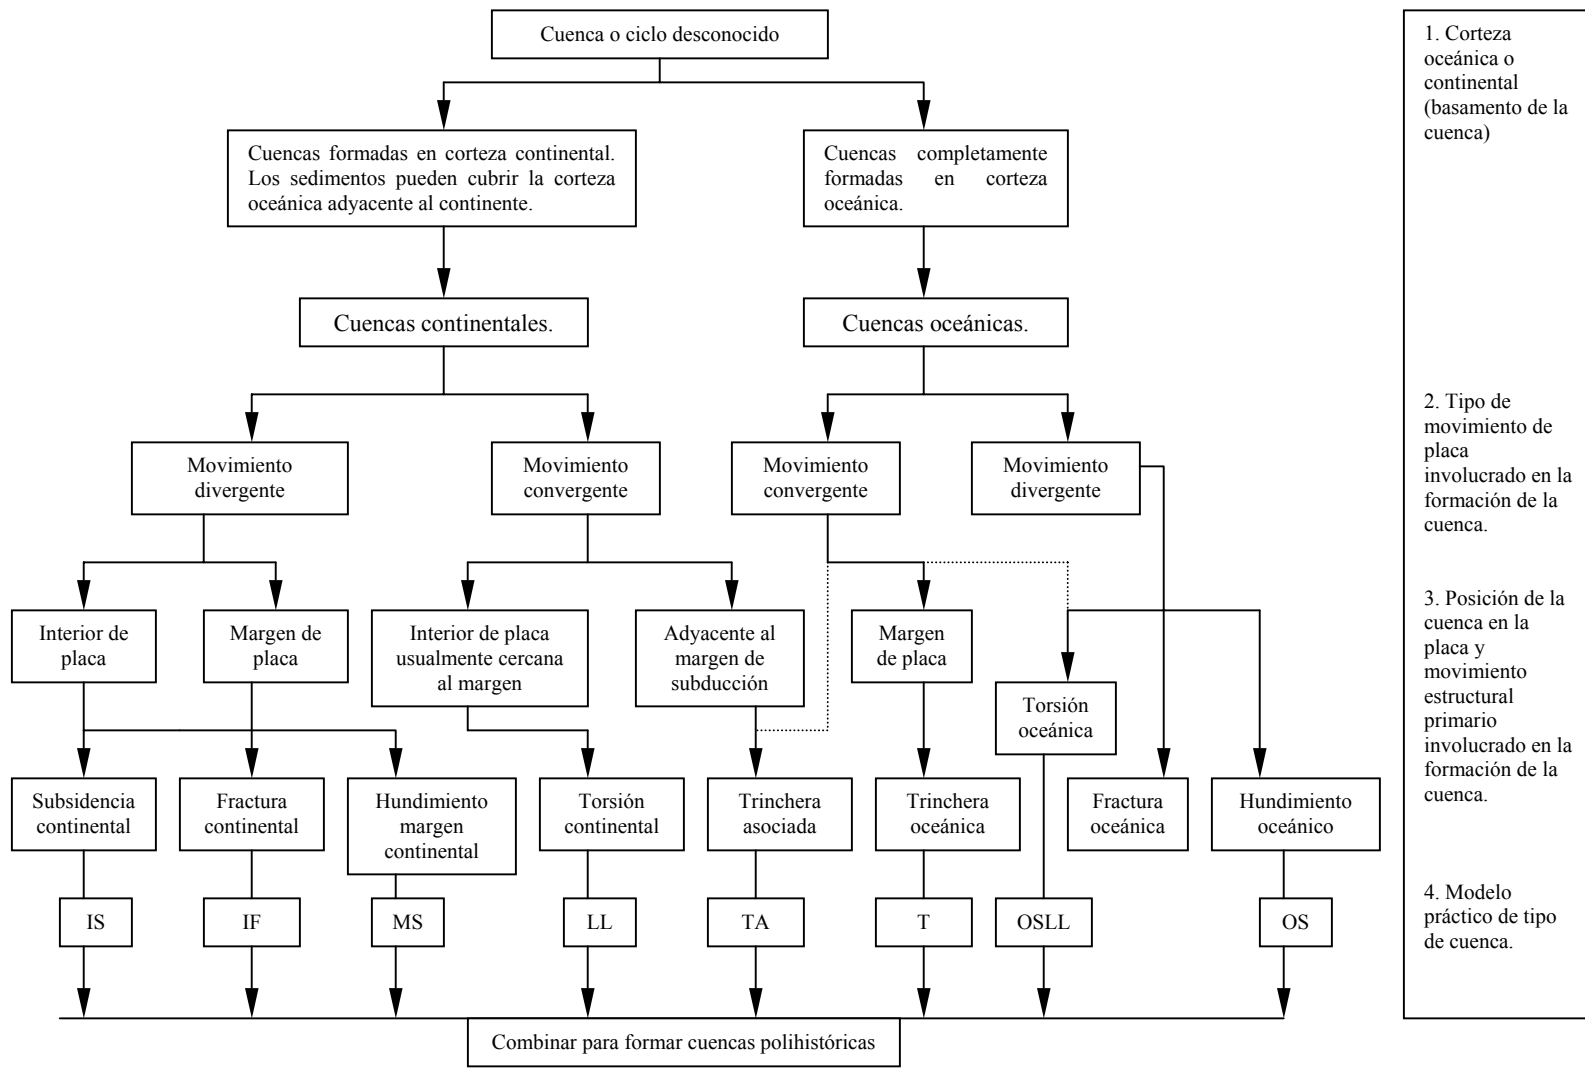 Cuenca o ciclo desconocido
Cuencas formadas en corteza continental.
Los sedimentos pueden cubrir la corteza
oceánica adyacente al continente.
Cuencas completamente
formadas en corteza
oceánica.
Cuencas continentales.
Cuencas oceánicas.
Movimiento
divergente
Movimiento
convergente
Movimiento
convergente
Movimiento
divergente
Interior de
placa
Margen de
placa
Interior de placa
usualmente cercana
al margen
Adyacente al
margen de
subducción
Margen
de placa
Torsión
oceánica
Subsidencia
continental
Fractura
continental
Hundimiento
margen
continental
Torsión
continental
Trinchera
asociada
Trinchera
oceánica
Fractura
oceánica
Hundimiento
oceánico
IS
IF
MS
LL
TA
T
OSLL
OS
Combinar para formar cuencas polihistóricas
1. Corteza
oceánica o
continental
(basamento de la
cuenca)
2. Tipo de
movimiento de
placa
involucrado en la
formación de la
cuenca.
3. Posición de la
cuenca en la
placa y
movimiento
estructural
primario
involucrado en la
formación de la
cuenca.
4. Modelo
práctico de tipo
de cuenca.